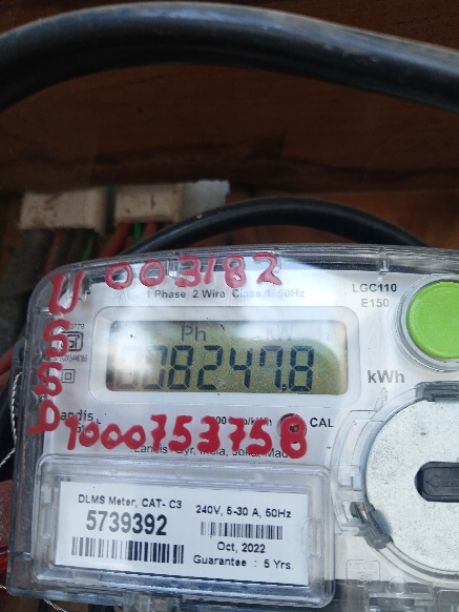 U 003182
1 Phase 2 Wire Class 1 50Hz
LGC110
E150
S
Ph
008247.8
kWh
S
D9000753758
CAL
DLMS Meter, CAT- C3
5739392
240V, 5-30 A, 50Hz
Oct, 2022
Guarantee : 5 Yrs.